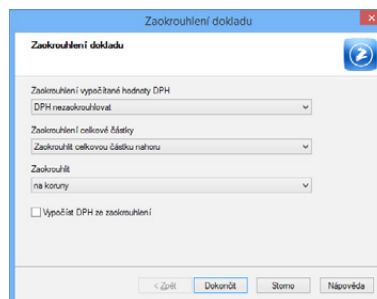 Zaokrouhlení dokladu
Zaokrouhlení dokladu
Zaokrouhlení vypočítané hodnoty DPH
DPH nezaokrouhlovat
Zaokrouhlení celkové částky
Zaokrouhlit celkovou částku nahoru
Zaokrouhlit
na koruny
Vypočíst DPH ze zaokrouhlení
< Zpět Dokončit Storno Nápověda